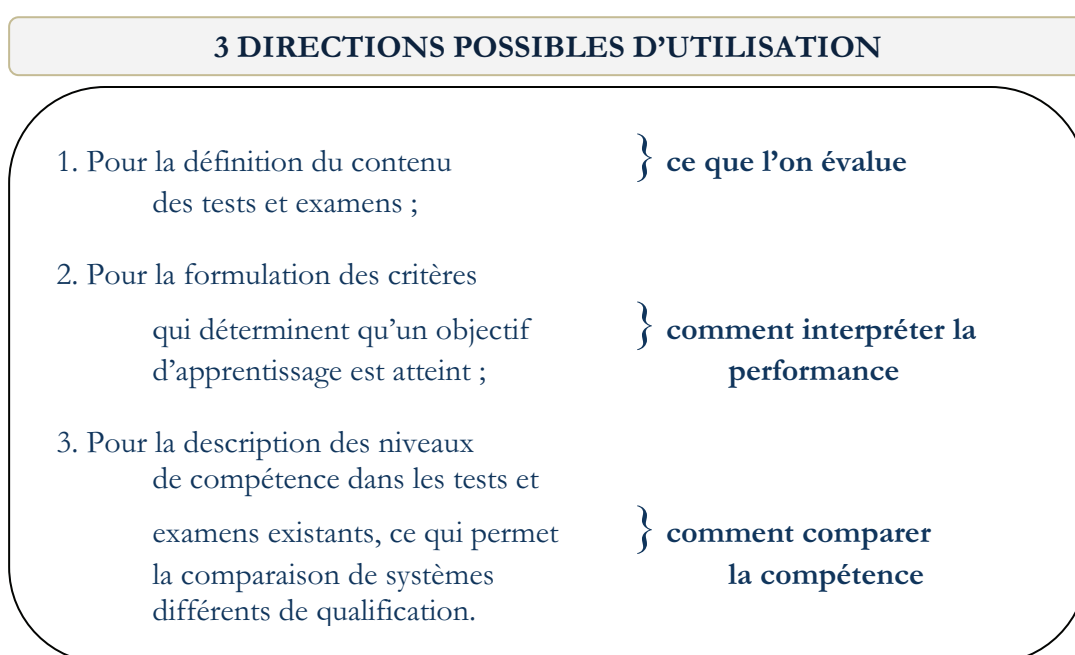 3 DIRECTIONS POSSIBLES D’UTILISATION
1. Pour la définition du contenu } ce que l’on évalue
des tests et examens ;
2. Pour la formulation des critères
qui déterminent qu’un objectif } comment interpréter la
d’apprentissage est atteint ; performance
3. Pour la description des niveaux
de compétence dans les tests et
examens existants, ce qui permet } comment comparer
la comparaison de systèmes la compétence
différents de qualification.